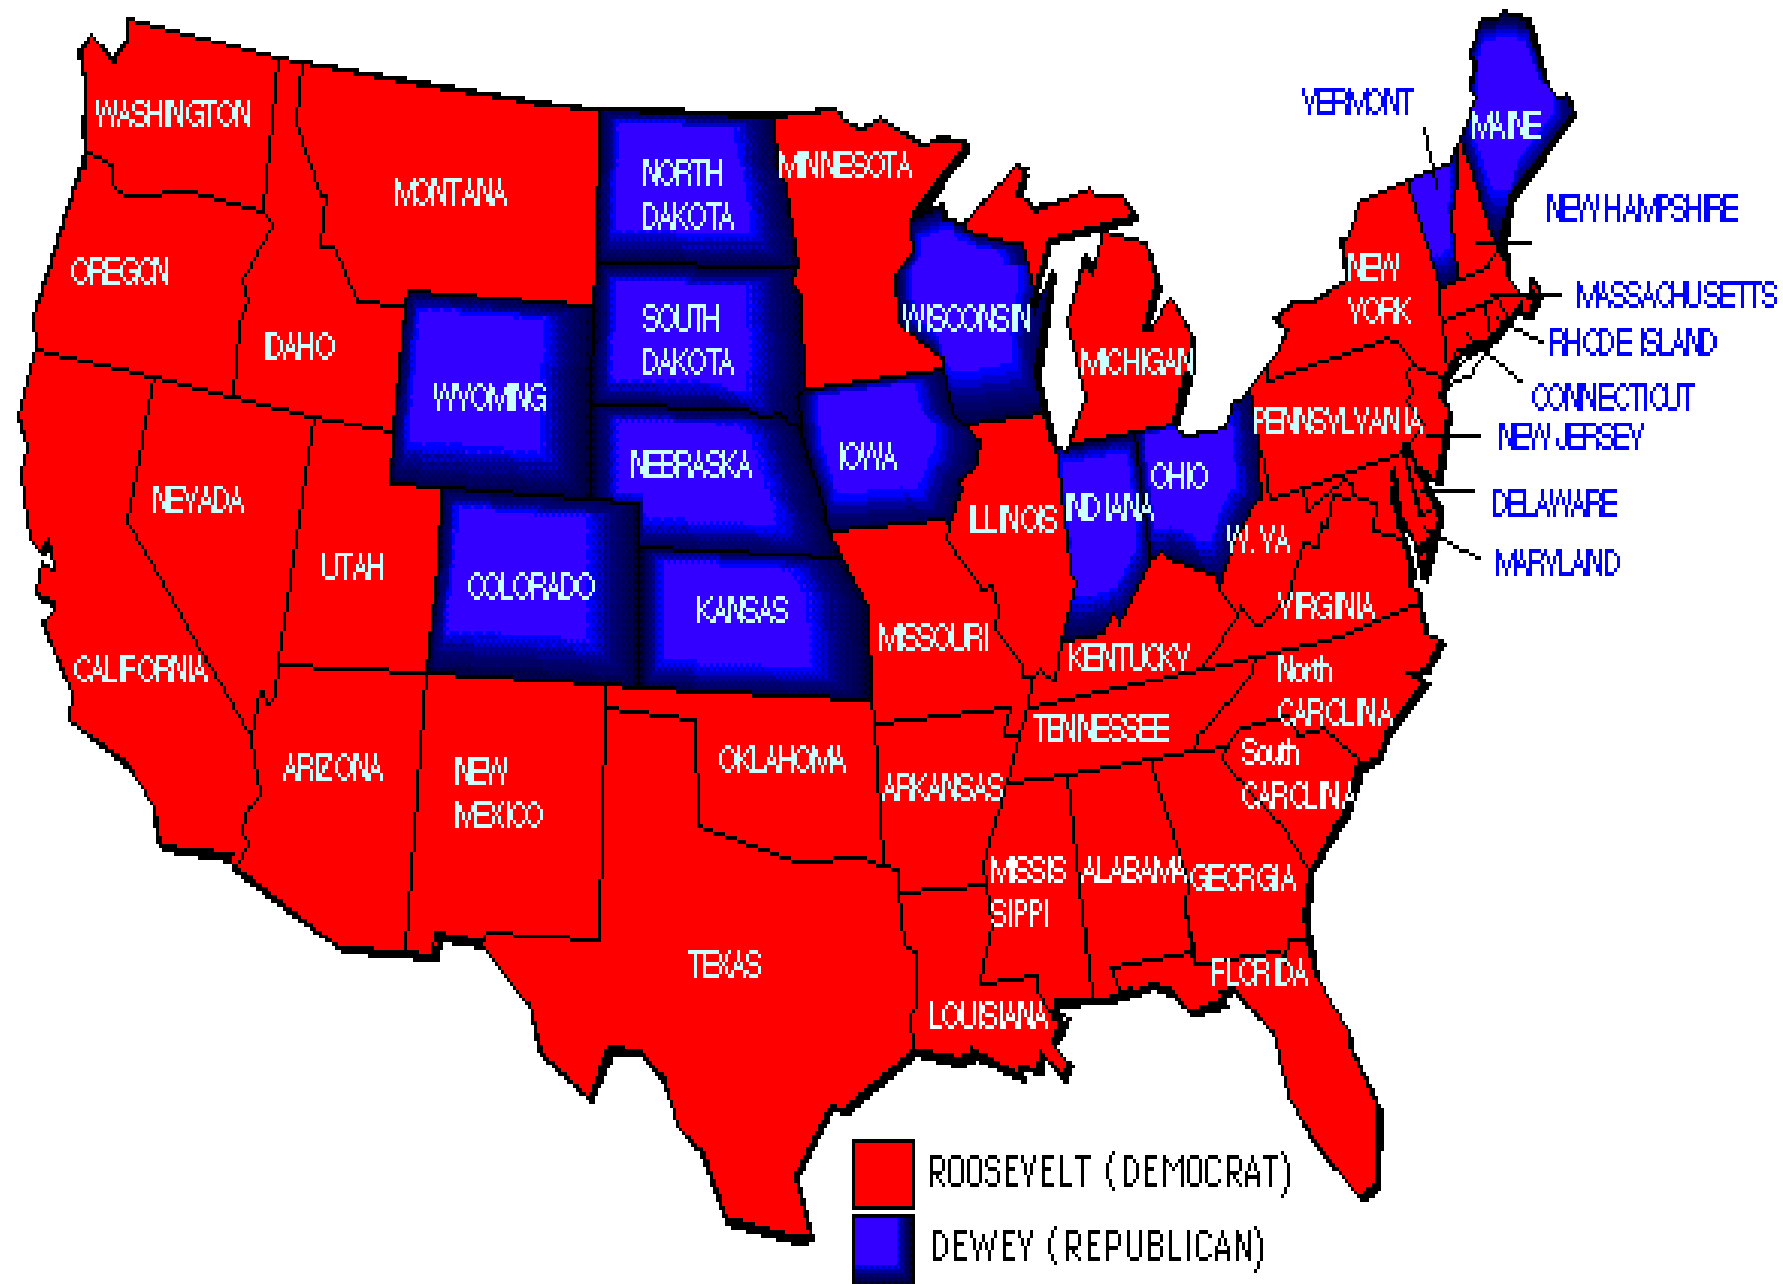 WASHINGTON
OREGON
CALIFORNIA
NEVADA
IDAHO
MONTANA
WYOMING
UTAH
COLORADO
ARIZONA
NEW
MEXICO
NORTH
DAKOTA
SOUTH
DAKOTA
NEBRASKA
KANSAS
OKLAHOMA
TEXAS
MINNESOTA
IOWA
MISSOURI
ARKANSAS
LOUISIANA
WISCONSIN
ILLINOIS
MICHIGAN
INDIANA
OHIO
KENTUCKY
TENNESSEE
MISSIS
SIPPI
ALABAMA
GEORGIA
FLORIDA
South
CAROLINA
North
CAROLINA
VIRGINIA
W. VA
PENNSYLVANIA
NEW
YORK
VERMONT
MAINE
NEW HAMPSHIRE
MASSACHUSETTS
RHODE ISLAND
CONNECTICUT
NEW JERSEY
DELAWARE
MARYLAND
ROOSEVELT (DEMOCRAT)
DEWEY (REPUBLICAN)